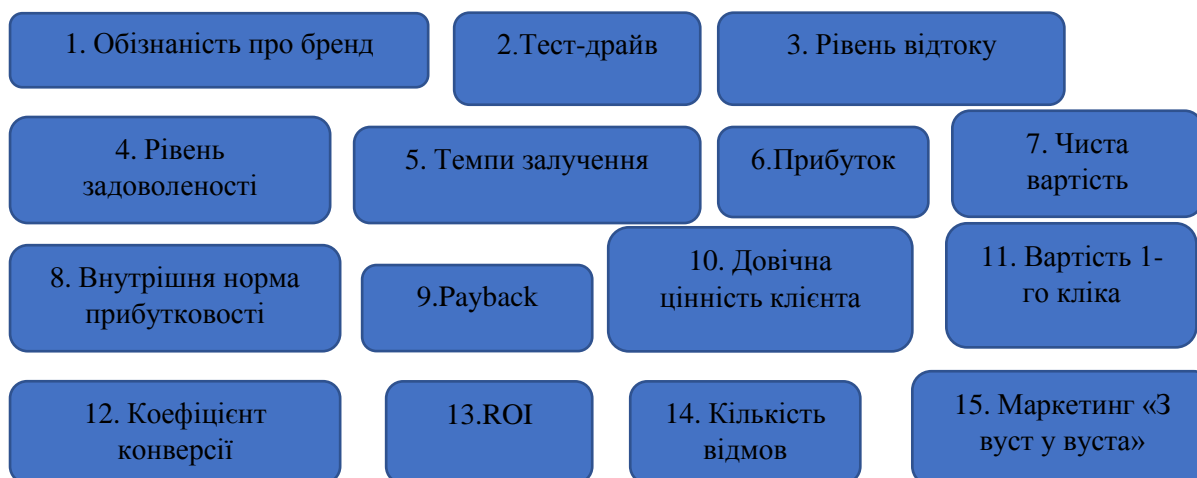 1. Обізнаність про бренд
2.Тест-драйв
3. Рівень відтоку
4. Рівень
задоволеності
5. Темпи залучення
6.Прибуток
7. Чиста
вартість
8. Внутрішня норма
прибутковості
9.Payback
10. Довічна
цінність клієнта
11. Вартість 1-
го кліка
12. Коефіцієнт
конверсії
13.ROI
14. Кількість
відмов
15. Маркетинг «З
вуст у вуста»